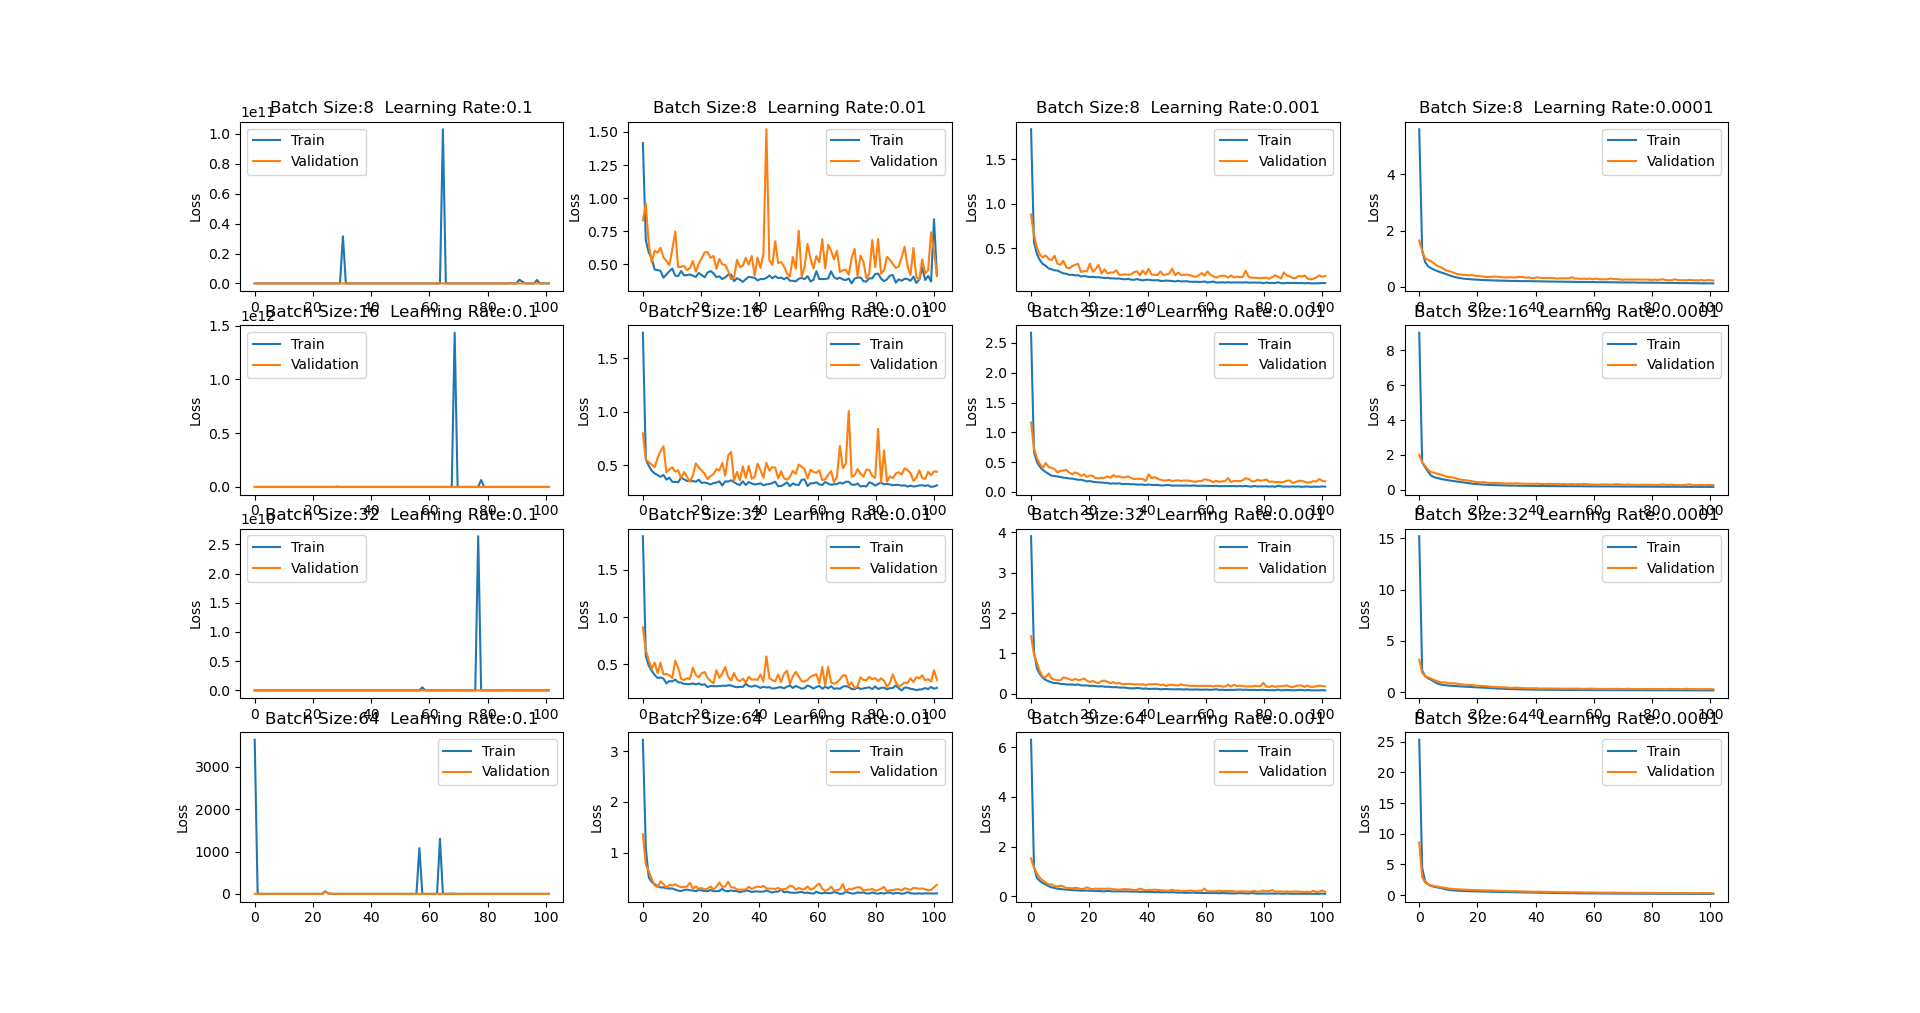 Batch Size:8  Learning Rate:0.1
1e11
Loss
1.0
0.8
0.6
0.4
0.2
0.0
Train
Validation
Batch Size:8  Learning Rate:0.01
Loss
1.50
1.25
1.00
0.75
0.50
Train
Validation
0 20 40 60 80 100
Batch Size:8  Learning Rate:0.001
Loss
1.5
1.0
0.5
Train
Validation
Batch Size:8  Learning Rate:0.0001
Loss
4
2
0
Train
Validation
0 20 40 60 80 100
Batch Size:16  Learning Rate:0.1
1e12
Loss
1.5
1.0
0.5
0.0
Train
Validation
Batch Size:16  Learning Rate:0.01
Loss
1.5
1.0
0.5
Train
Validation
Batch Size:16  Learning Rate:0.001
Loss
2.5
2.0
1.5
1.0
0.5
0.0
Train
Validation
Batch Size:16  Learning Rate:0.0001
Loss
8
6
4
2
0
Train
Validation
Batch Size:32  Learning Rate:0.1
1e10
Loss
2.5
2.0
1.5
1.0
0.5
0.0
Train
Validation
Batch Size:32  Learning Rate:0.01
Loss
1.5
1.0
0.5
Train
Validation
Batch Size:32  Learning Rate:0.001
Loss
4
3
2
1
0
Train
Validation
Batch Size:32  Learning Rate:0.0001
Loss
15
10
5
0
Train
Validation
Batch Size:64  Learning Rate:0.1
Loss
3000
2000
1000
0
Train
Validation
0 20 40 60 80 100
Batch Size:64  Learning Rate:0.01
Loss
3
2
1
Train
Validation
0 20 40 60 80 100
Batch Size:64  Learning Rate:0.001
Loss
6
4
2
0
Train
Validation
0 20 40 60 80 100
Batch Size:64  Learning Rate:0.0001
Loss
25
20
15
10
5
0
Train
Validation
0 20 40 60 80 100